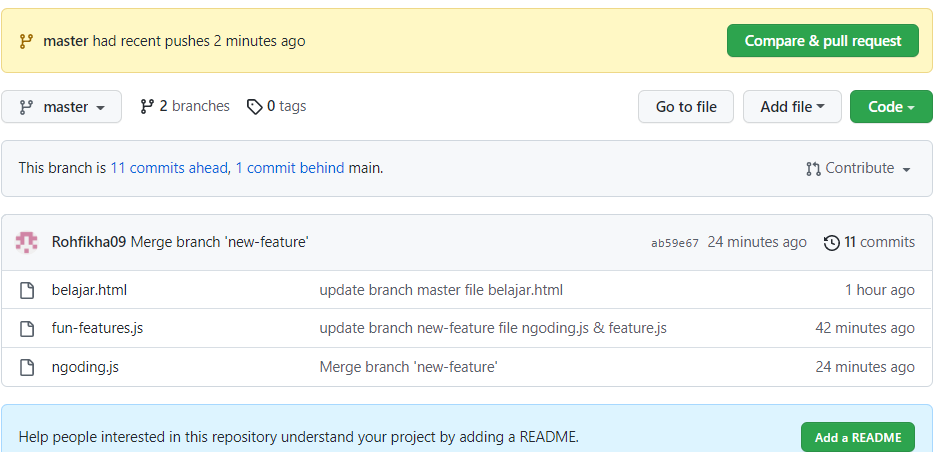 master had recent pushes 2 minutes ago Compare & pull request
master 2 branches 0 tags Go to file Add file Code
This branch is 11 commits ahead, 1 commit behind main. Contribute
Rohfikha09 Merge branch 'new-feature' ab59e67 24 minutes ago 11 commits
belajar.html update branch master file belajar.html 1 hour ago
fun-features.js update branch new-feature file ngoding.js & feature.js 42 minutes ago
ngoding.js Merge branch 'new-feature' 24 minutes ago
Help people interested in this repository understand your project by adding a README. Add a README